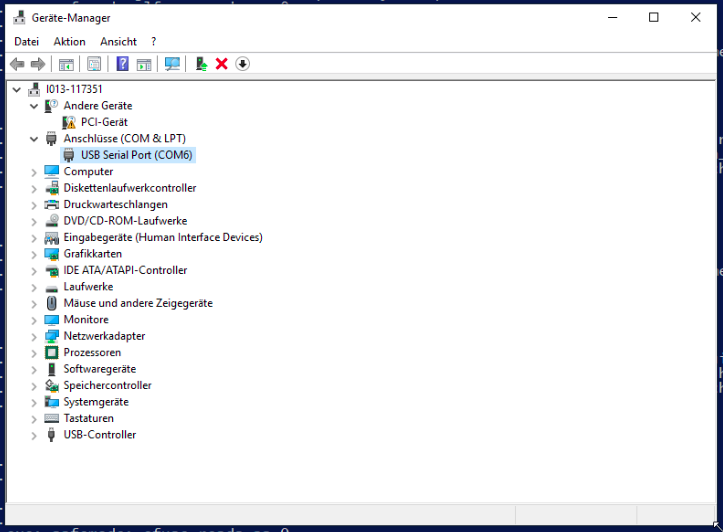 Geräte-Manager
Datei Aktion Ansicht ?
I013-117351
Andere Geräte
PCI-Gerät
Anschlüsse (COM & LPT)
USB Serial Port (COM6)
Computer
Diskettenlaufwerkcontroller
Druckwarteschlangen
DVD/CD-ROM-Laufwerke
Eingabegeräte (Human Interface Devices)
Grafikkarten
IDE ATA/ATAPI-Controller
Laufwerke
Mäuse und andere Zeigegeräte
Monitore
Netzwerkadapter
Prozessoren
Softwaregeräte
Speichercontroller
Systemgeräte
Tastaturen
USB-Controller